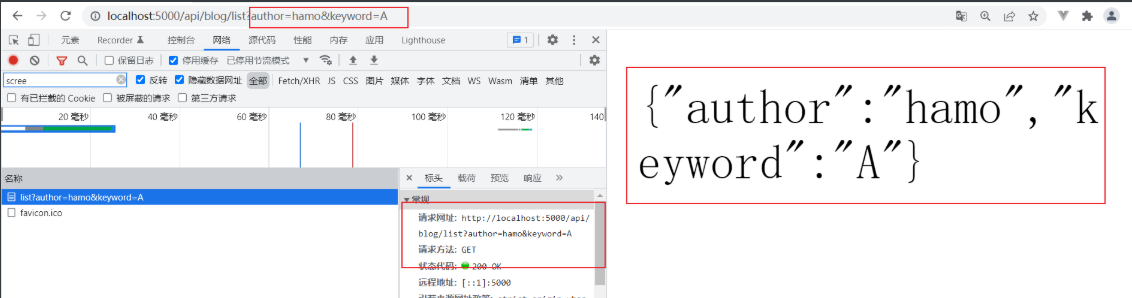 localhost:5000/api/blog/list?author=hamo&keyword=A
元素 Recorder 控制台 网络 源代码 性能 内存 应用 Lighthouse 1
保留日志 停用缓存 已停用节流模式
scree 反转 隐藏数据网址 全部 Fetch/XHR JS CSS 图片 媒体 字体 文档 WS Wasm 清单 其他
有已拦截的 Cookie 被屏蔽的请求 第三方请求
20 毫秒 40 毫秒 60 毫秒 80 毫秒 100 毫秒 120 毫秒 140
名称
list?author=hamo&keyword=A
favicon.ico
标头 载荷 预览 响应 »
常规
请求网址: http://localhost:5000/api/
blog/list?author=hamo&keyword=A
请求方法: GET
状态代码: 200 OK
远程地址: [::1]:5000
{"author":"hamo","k
eyword":"A"}